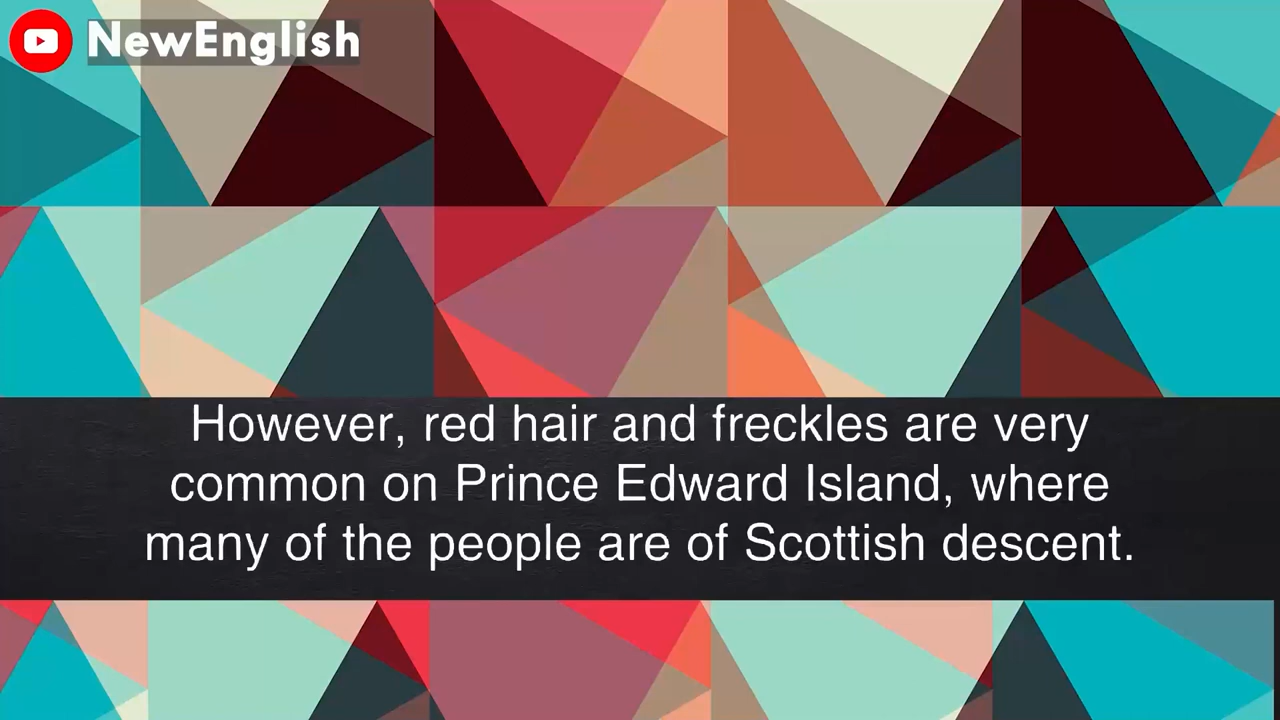 NewEnglish
However, red hair and freckles are very
common on Prince Edward Island, where
many of the people are of Scottish descent.